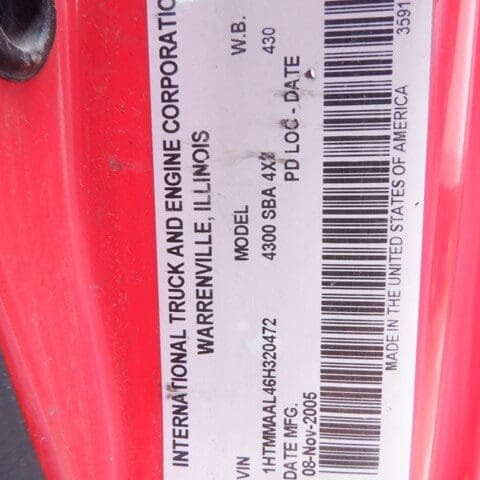 INTERNATIONAL TRUCK AND ENGINE CORPORATIO
WARRENVILLE, ILLINOIS
VIN MODEL W.B.
1HTMMAAL46H320472 4300 SBA 4X2 430
DATE MFG. PD LOC - DATE
08-Nov-2005
MADE IN THE UNITED STATES OF AMERICA 3591